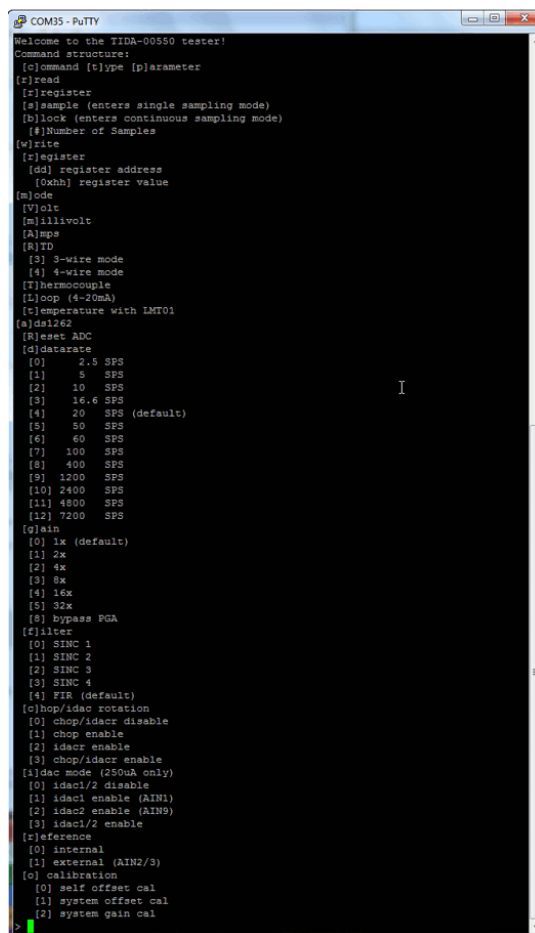 COM35 - PuTTY
Welcome to the TIDA-00550 tester!
Command structure:
[c]ommand [t]ype [p]arameter
[r]read
[r]register
[s]sample (enters single sampling mode)
[b]lock (enters continuous sampling mode)
[#]Number of Samples
[w]rite
[r]egister
[dd] register address
[0xhh] register value
[m]ode
[V]olt
[m]illivolt
[A]mps
[R]TD
[3] 3-wire mode
[4] 4-wire mode
[T]hermocouple
[L]oop (4-20mA)
[t]emperature with LMT01
[a]ds1262
[R]eset ADC
[d]datarate
[0] 2.5 SPS
[1] 5 SPS
[2] 10 SPS
[3] 16.6 SPS
[4] 20 SPS (default)
[5] 50 SPS
[6] 60 SPS
[7] 100 SPS
[8] 400 SPS
[9] 1200 SPS
[10] 2400 SPS
[11] 4800 SPS
[12] 7200 SPS
[g]ain
[0] 1x (default)
[1] 2x
[2] 4x
[3] 8x
[4] 16x
[5] 32x
[8] bypass PGA
[f]ilter
[0] SINC 1
[1] SINC 2
[2] SINC 3
[3] SINC 4
[4] FIR (default)
[c]hop/idac rotation
[0] chop/idacr disable
[1] chop enable
[2] idacr enable
[3] chop/idacr enable
[i]dac mode (250uA only)
[0] idac1/2 disable
[1] idac1 enable (AIN1)
[2] idac2 enable (AIN9)
[3] idac1/2 enable
[r]eference
[0] internal
[1] external (AIN2/3)
[o] calibration
[0] self offset cal
[1] system offset cal
[2] system gain cal
>